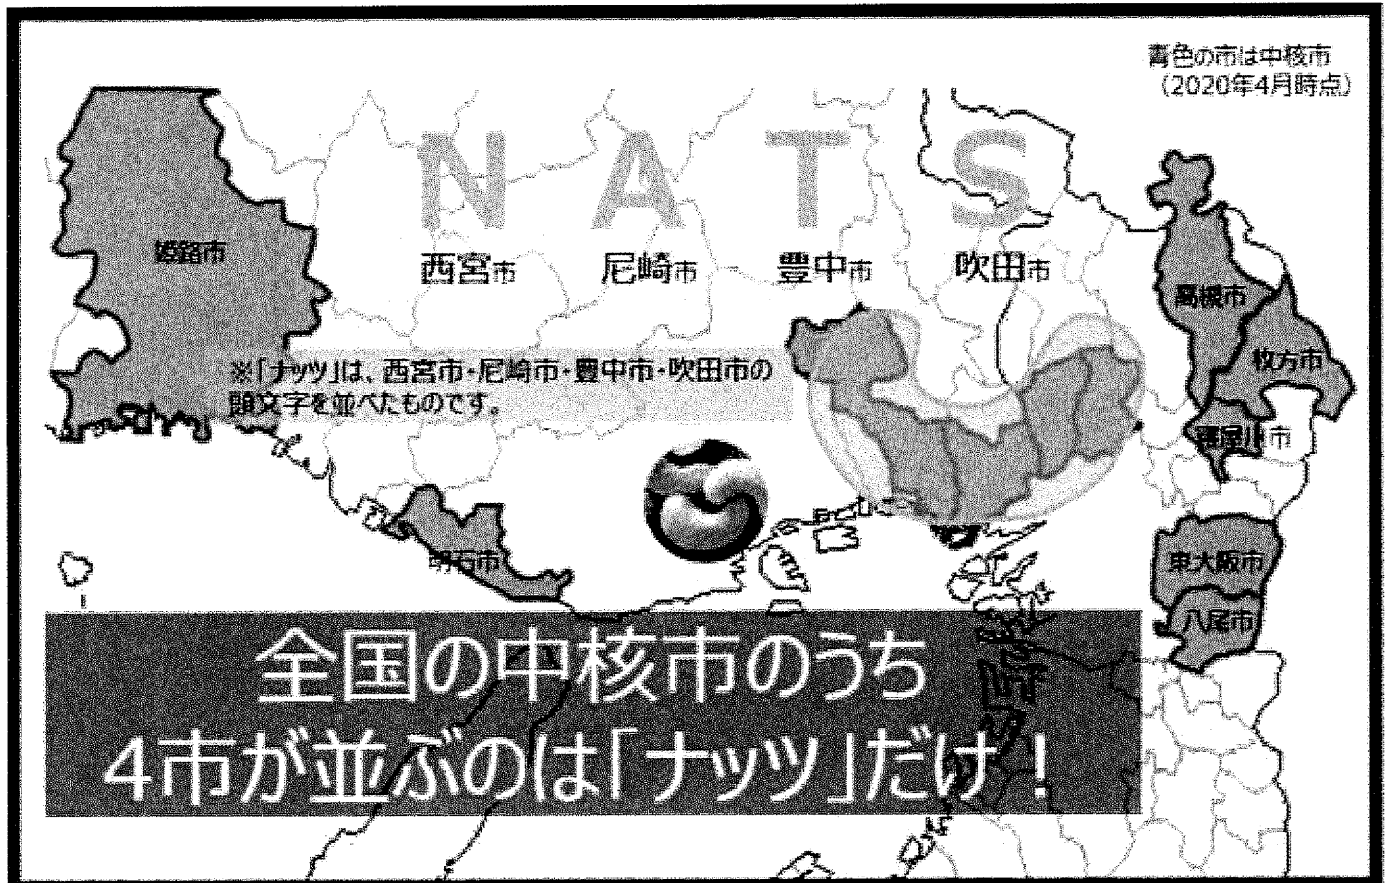 青色の市は中核市
（2020年4月時点）
N A T S
西宮市 尼崎市 豊中市 吹田市
姫路市
高槻市
枚方市
※「ナッツ」は、西宮市・尼崎市・豊中市・吹田市の
頭文字を並べたものです。
寝屋川市
明石市
東大阪市
八尾市
全国の中核市のうち
4市が並ぶのは「ナッツ」だけ！